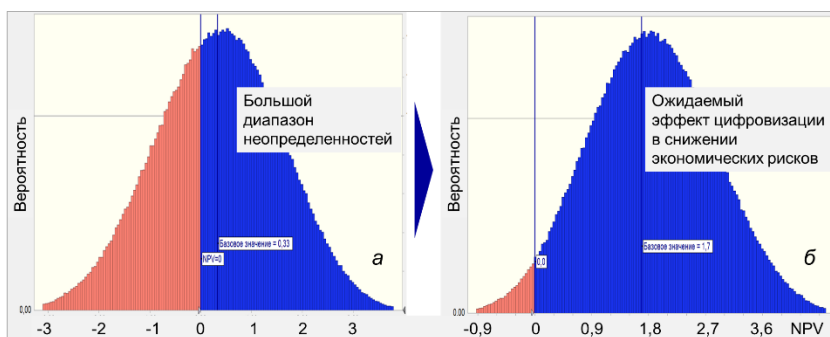 Вероятность
0,00
Большой
диапазон
неопределенностей
Базовое значение = 0,33
NPV=0
а
-3 -2 -1 0 1 2 3
Вероятность
0.00
Ожидаемый
эффект цифровизации
в снижении
экономических рисков
Базовое значение = 1,7
0.0
б
-0,9 0 0,9 1,8 2,7 3,6 NPV